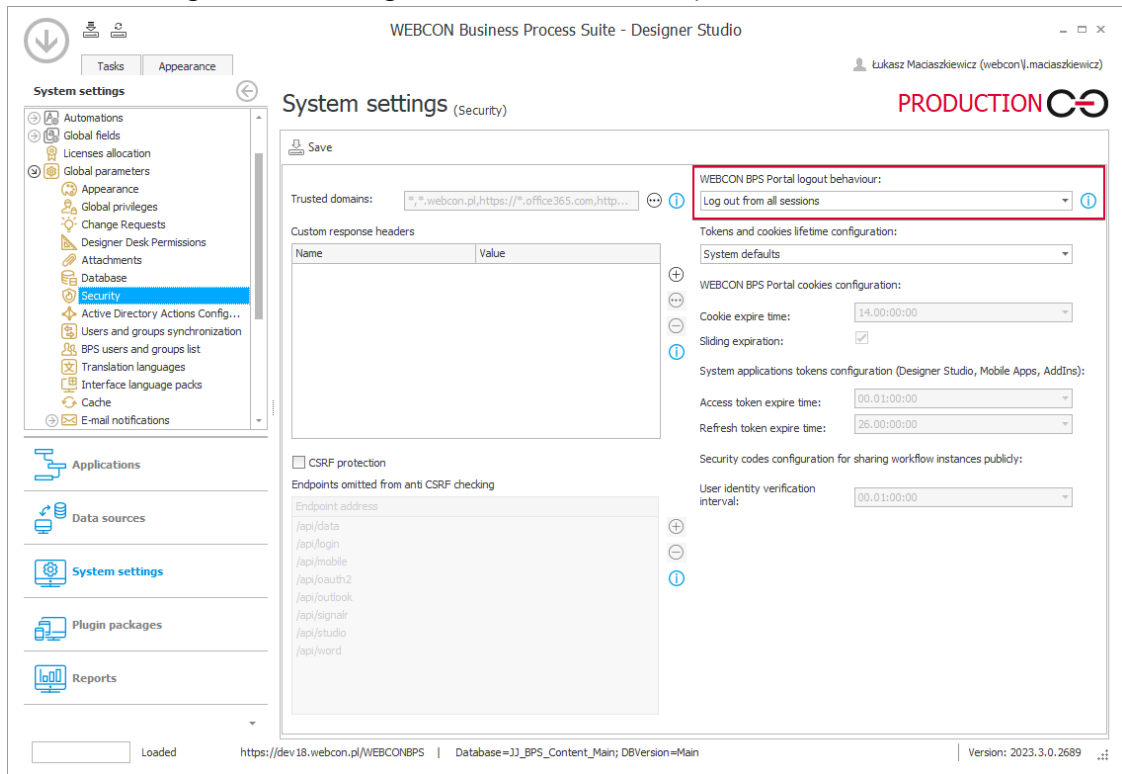 WEBCON Business Process Suite - Designer Studio
Tasks
Appearance
Łukasz Maciaszkiewicz (webcon\l.maciaszkiewicz)
System settings
Automations
Global fields
Licenses allocation
Global parameters
Appearance
Global privileges
Change Requests
Designer Desk Permissions
Attachments
Database
Security
Active Directory Actions Config...
Users and groups synchronization
BPS users and groups list
Translation languages
Interface language packs
Cache
E-mail notifications
Applications
Data sources
System settings
Plugin packages
Reports
System settings (Security)
PRODUCTION
Save
Trusted domains:
*,*.webcon.pl,https://*.office365.com,http...
Custom response headers
Name Value
CSRF protection
Endpoints omitted from anti CSRF checking
Endpoint address
/api/data
/api/login
/api/mobile
/api/oauth2
/api/outlook
/api/signalr
/api/studio
/api/word
WEBCON BPS Portal logout behaviour:
Log out from all sessions
Tokens and cookies lifetime configuration:
System defaults
WEBCON BPS Portal cookies configuration:
Cookie expire time: 14.00:00:00
Sliding expiration:
System applications tokens configuration (Designer Studio, Mobile Apps, AddIns):
Access token expire time: 00.01:00:00
Refresh token expire time: 26.00:00:00
Security codes configuration for sharing workflow instances publicly:
User identity verification
interval: 00.01:00:00
Loaded
https://dev18.webcon.pl/WEBCONBPS | Database=JJ_BPS_Content_Main; DBVersion=Main
Version: 2023.3.0.2689